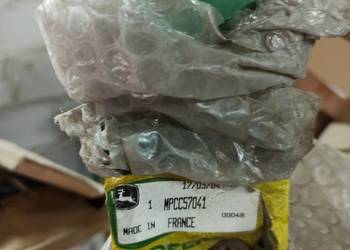 17/03/04
1 MPCC57041
MADE IN FRANCE
00048